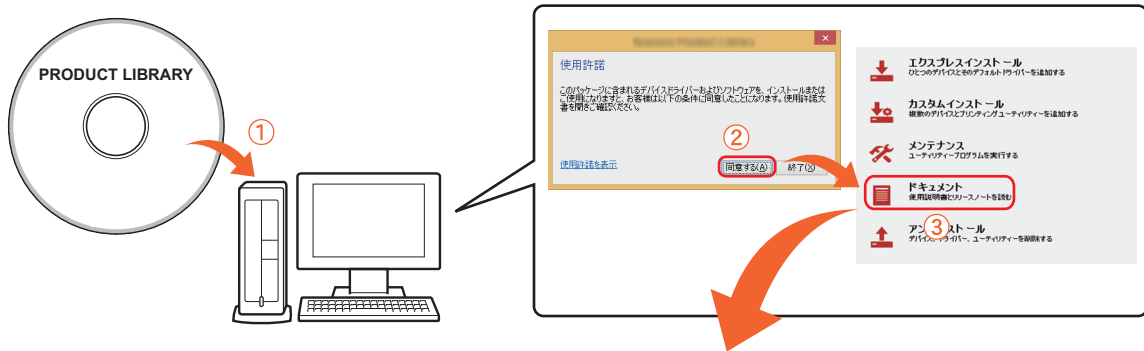 PRODUCT LIBRARY
①
使用許諾
このパッケージに含まれるデバイスドライバーおよびソフトウェアを、インストールまたは
ご使用になりますと、お客様は以下の条件に同意したことになります。使用許諾文
書を開きご確認ください。
②
使用許諾を表示
同意する(A)
終了(X)
エクスプレスインストール
ひとつのデバイスとそのデフォルトドライバーを追加する
カスタムインストール
複数のデバイスとプリンティングユーティリティーを追加する
メンテナンス
ユーティリティープログラムを実行する
ドキュメント
使用説明書とリリースノートを読む
③
ストール
ドライバー、ユーティリティーを削除する